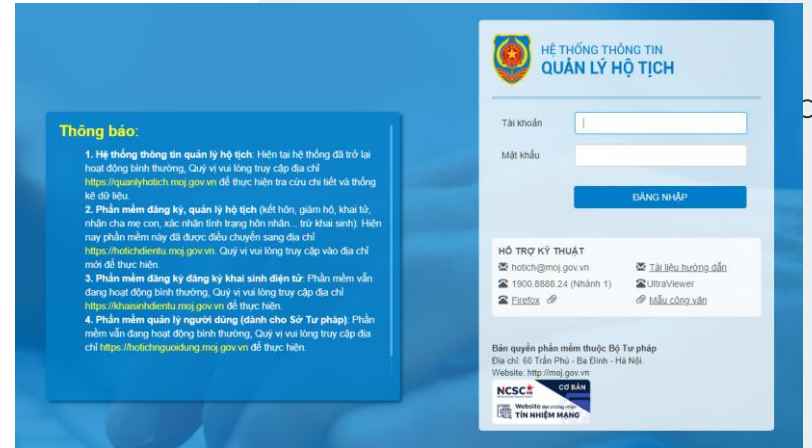 Thông báo:
1. Hệ thống thông tin quản lý hộ tịch: Hiện tại hệ thống đã trở lại
hoạt động bình thường, Quý vị vui lòng truy cập địa chỉ
https://quanlyhotich.moj.gov.vn để thực hiện tra cứu chi tiết và thống
kê dữ liệu.
2. Phần mềm đăng ký, quản lý hộ tịch (kết hôn, giám hộ, khai tử,
nhận cha mẹ con, xác nhận tình trạng hôn nhân... trừ khai sinh): Hiện
nay phần mềm này đã được điều chuyển sang địa chỉ
https://hotichdientu.moj.gov.vn. Quý vị vui lòng truy cập vào địa chỉ
mới để thực hiện.
3. Phần mềm đăng ký đăng ký khai sinh điện tử: Phần mềm vẫn
đang hoạt động bình thường, Quý vị vui lòng truy cập địa chỉ
https://khaisinhdientu.moj.gov.vn để thực hiện.
4. Phần mềm quản lý người dùng (dành cho Sở Tư pháp): Phần
mềm vẫn đang hoạt động bình thường, Quý vị vui lòng truy cập địa
chỉ https://hotichnguoidung.moj.gov.vn để thực hiện.
HỆ THỐNG THÔNG TIN
QUẢN LÝ HỘ TỊCH
Tài khoản
Mật khẩu
ĐĂNG NHẬP
HỖ TRỢ KỸ THUẬT
hotich@moj.gov.vn Tài liệu hướng dẫn
1900.8888.24 (Nhánh 1) UltraViewer
Firefox Mẫu công văn
Bản quyền phần mềm thuộc Bộ Tư pháp
Địa chỉ: 60 Trần Phú - Ba Đình - Hà Nội.
Website: http://moj.gov.vn
NCSC CƠ BẢN
Website đạt chứng nhận
TÍN NHIỆM MẠNG